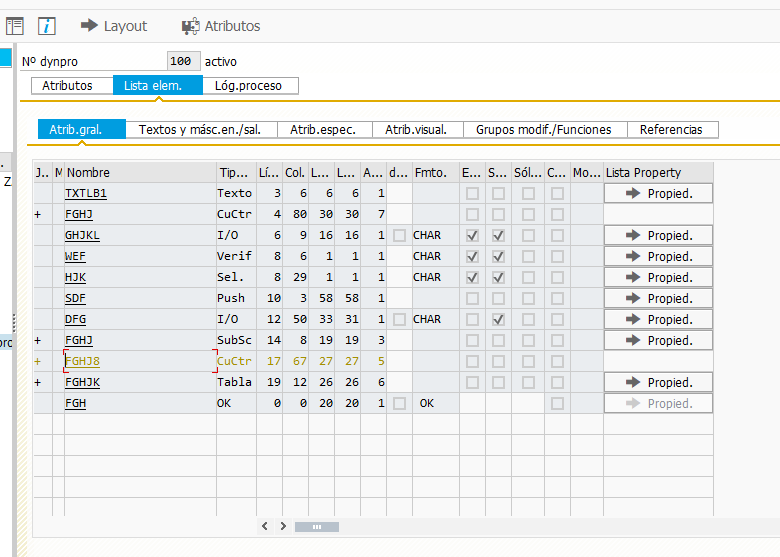 Layout Atributos
Nº dynpro 100 activo
Atributos Lista elem. Lóg.proceso
Atrib.gral. Textos y másc.en./sal. Atrib.espec. Atrib.visual. Grupos modif./Funciones Referencias
J.. M Nombre Tip... Lí... Col. L... L... A... d... Fmto. E... S... Sól... C... Mo... Lista Property
TXTLB1 Texto 3 6 6 6 1 Propied.
+ FGHJ CuCtr 4 80 30 30 7
GHJKL I/O 6 9 16 16 1 CHAR Propied.
WEF Verif 8 6 1 1 1 CHAR Propied.
HJK Sel. 8 29 1 1 1 CHAR Propied.
SDF Push 10 3 58 58 1 Propied.
DFG I/O 12 50 33 31 1 CHAR Propied.
+ FGHJ SubSc 14 8 19 19 3 Propied.
+ FGHJ8 CuCtr 17 67 27 27 5
+ FGHJK Tabla 19 12 26 26 6 Propied.
FGH OK 0 0 20 20 1 OK Propied.